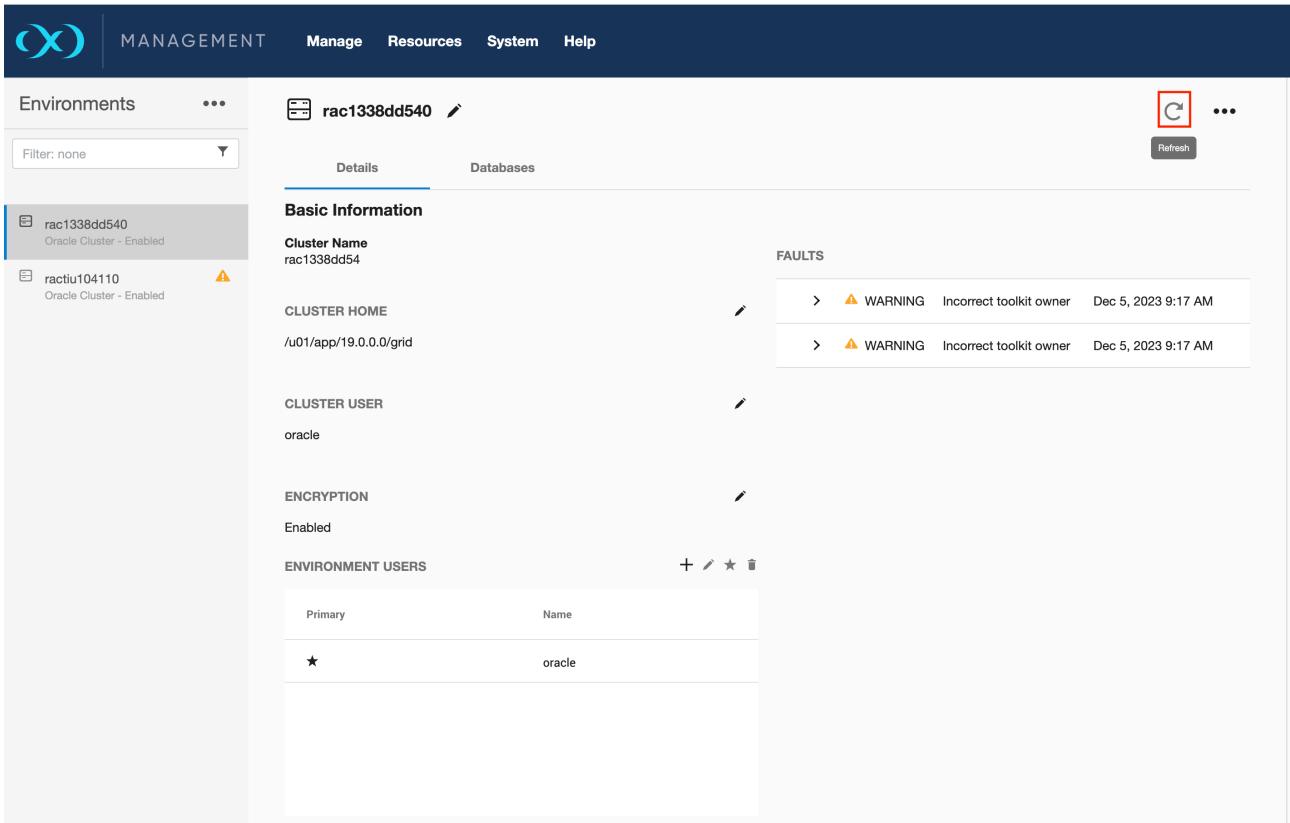 MANAGEMENT Manage Resources System Help
Environments
Filter: none
rac1338dd540
Oracle Cluster - Enabled
ractiu104110
Oracle Cluster - Enabled
rac1338dd540
Refresh
Details Databases
Basic Information
Cluster Name
rac1338dd54
CLUSTER HOME
/u01/app/19.0.0.0/grid
CLUSTER USER
oracle
ENCRYPTION
Enabled
ENVIRONMENT USERS
Primary Name
oracle
FAULTS
WARNING Incorrect toolkit owner Dec 5, 2023 9:17 AM
WARNING Incorrect toolkit owner Dec 5, 2023 9:17 AM